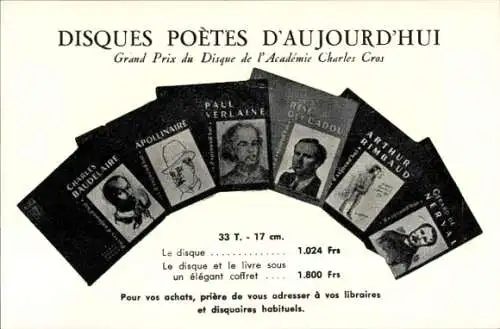 DISQUES POÈTES D'AUJOURD'HUI
Grand Prix du Disque de l'Académie Charles Cros
CHARLES
BAUDELAIRE
APOLLINAIRE
PAUL
VERLAINE
RENÉ
GUY CADOU
ARTHUR
RIMBAUD
GÉRARD DE
NERVAL
33 T. - 17 cm.
Le disque . . . . . . . . . . . . . . 1.024 Frs
Le disque et le livre sous
un élégant coffret . . . . 1.800 Frs
Pour vos achats, prière de vous adresser à vos libraires
et disquaires habituels.